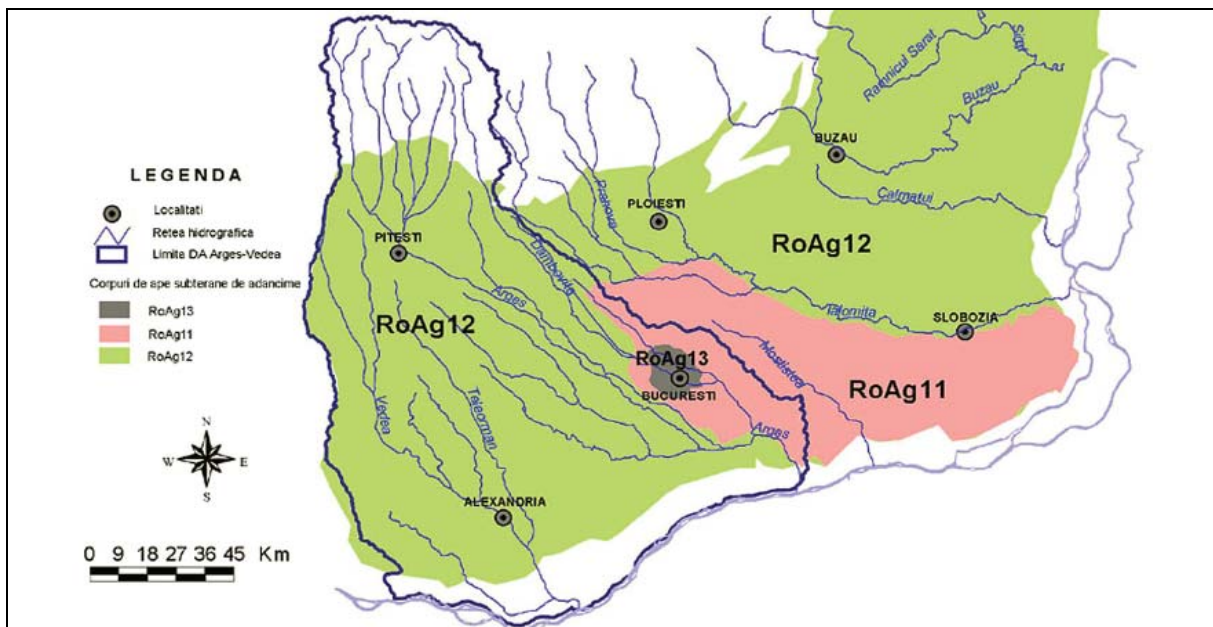 LEGENDA
Localitati
Retea hidrografica
Limita DA Arges-Vedea
Corpuri de ape subterane de adancime
RoAg13
RoAg11
RoAg12
N
W E
S
0 9 18 27 36 45 Km
Ramnicul Sarat
Siret
Buzau
BUZAU
Calmatui
Prahova
PLOIESTI
RoAg12
PITESTI
Dambovita
Arges
RoAg12
Ialomita
SLOBOZIA
RoAg13
BUCURESTI
Mostistea
RoAg11
Arges
Vedea
Teleorman
ALEXANDRIA